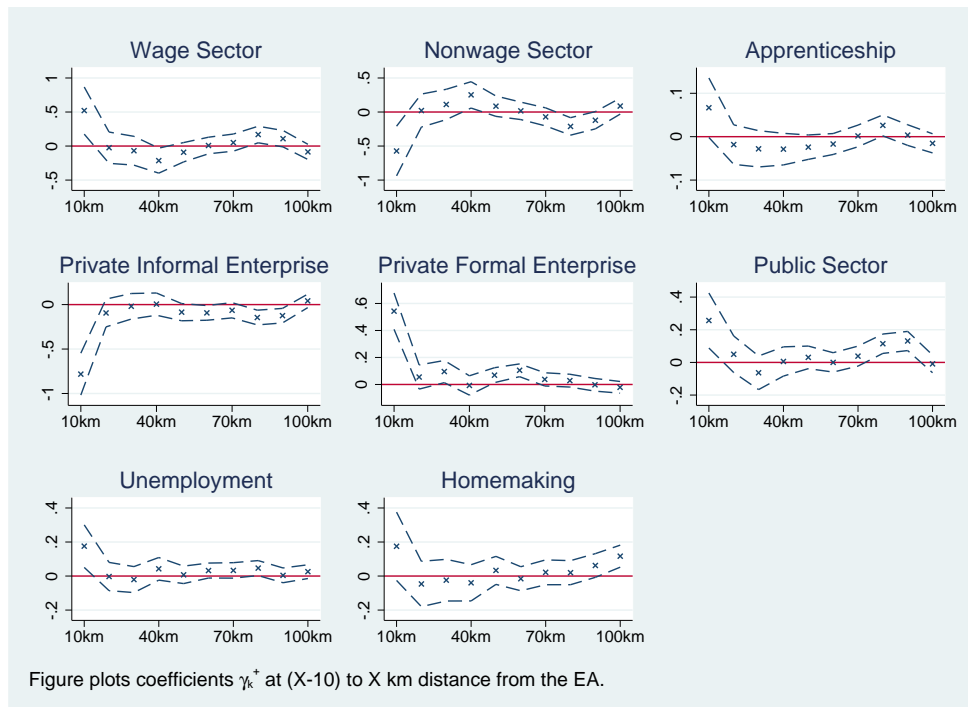 Wage Sector
1
.5
0
-.5
10km 40km 70km 100km
Nonwage Sector
.5
0
-.5
-1
10km 40km 70km 100km
Apprenticeship
.1
0
-.1
10km 40km 70km 100km
Private Informal Enterprise
0
-.5
-1
10km 40km 70km 100km
Private Formal Enterprise
.6
.4
.2
0
10km 40km 70km 100km
Public Sector
.4
.2
0
-.2
10km 40km 70km 100km
Unemployment
.4
.2
0
-.2
10km 40km 70km 100km
Homemaking
.4
.2
0
-.2
10km 40km 70km 100km
Figure plots coefficients γₖ⁺ at (X-10) to X km distance from the EA.